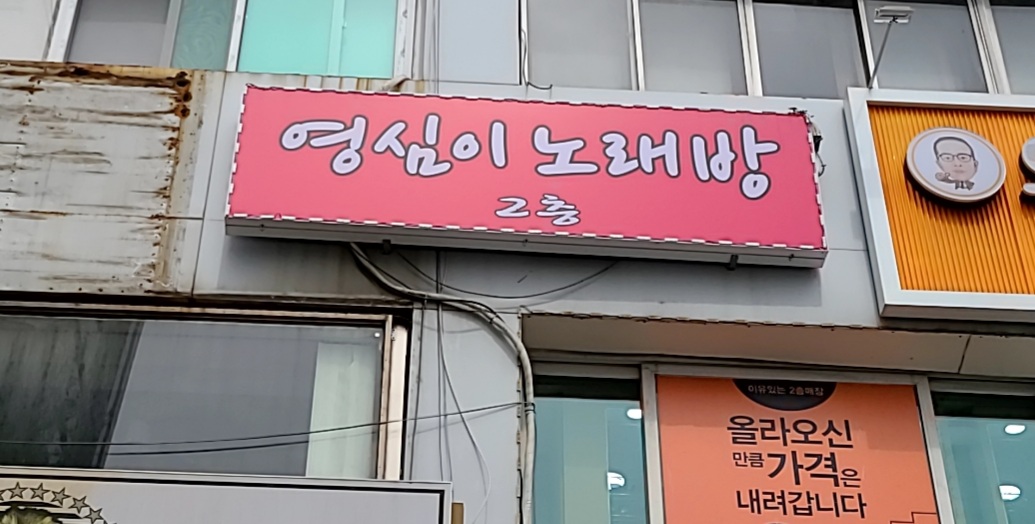 영심이 노래방
2층
이유있는 2층매장
올라오신
만큼 가격은
내려갑니다